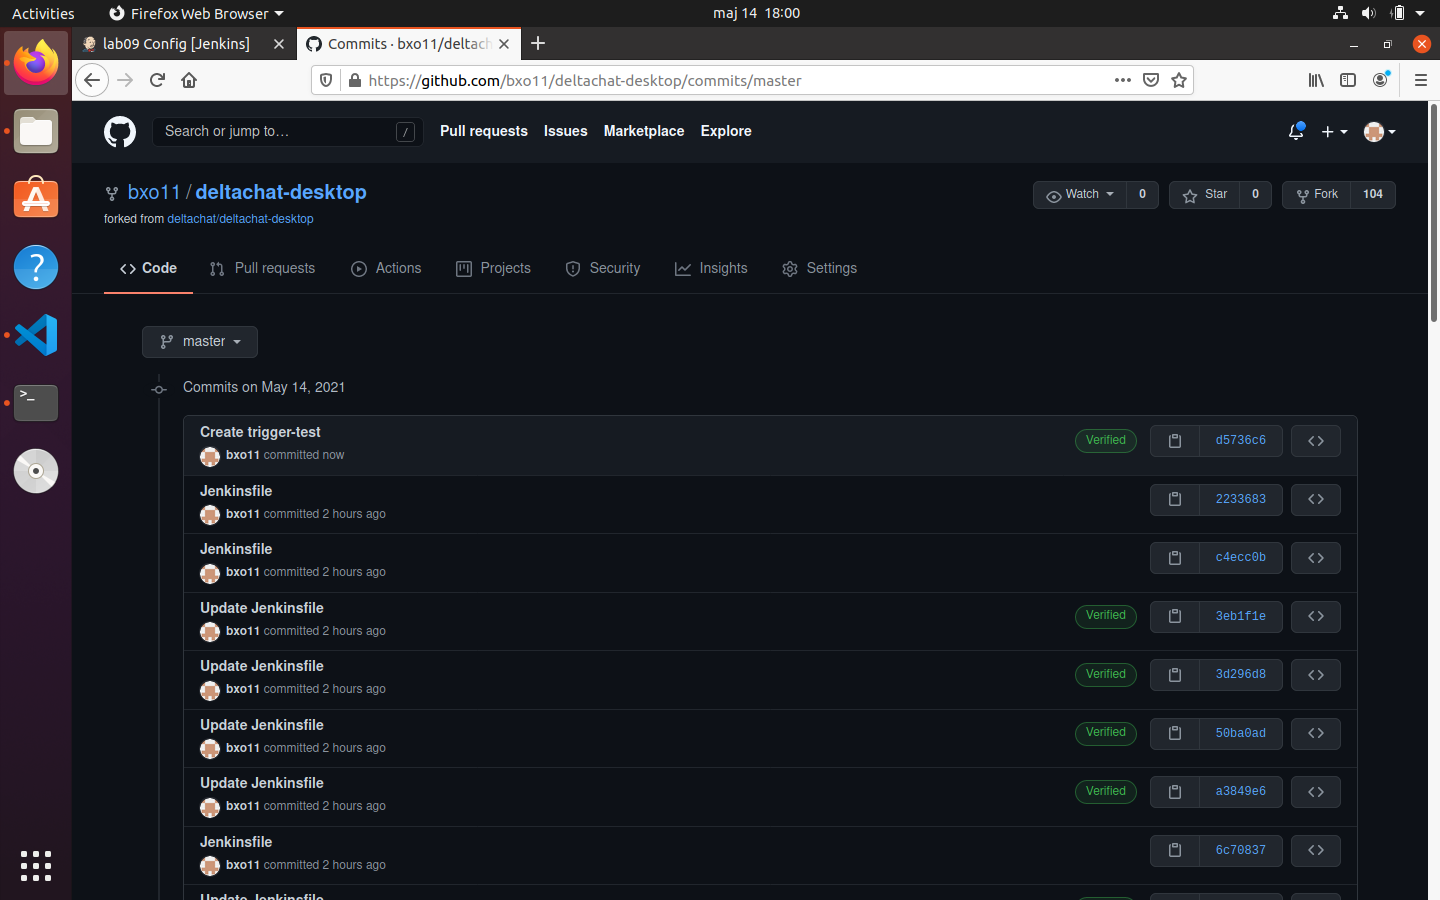 Activities Firefox Web Browser maj 14 18:00
lab09 Config [Jenkins] Commits · bxo11/deltach
https://github.com/bxo11/deltachat-desktop/commits/master
Search or jump to… / Pull requests Issues Marketplace Explore
bxo11 / deltachat-desktop Watch 0 Star 0 Fork 104
forked from deltachat/deltachat-desktop
Code Pull requests Actions Projects Security Insights Settings
master
Commits on May 14, 2021
Create trigger-test
bxo11 committed now Verified d5736c6
Jenkinsfile
bxo11 committed 2 hours ago 2233683
Jenkinsfile
bxo11 committed 2 hours ago c4ecc0b
Update Jenkinsfile
bxo11 committed 2 hours ago Verified 3eb1f1e
Update Jenkinsfile
bxo11 committed 2 hours ago Verified 3d296d8
Update Jenkinsfile
bxo11 committed 2 hours ago Verified 50ba0ad
Update Jenkinsfile
bxo11 committed 2 hours ago Verified a3849e6
Jenkinsfile
bxo11 committed 2 hours ago 6c70837
Update Jenkinsfile